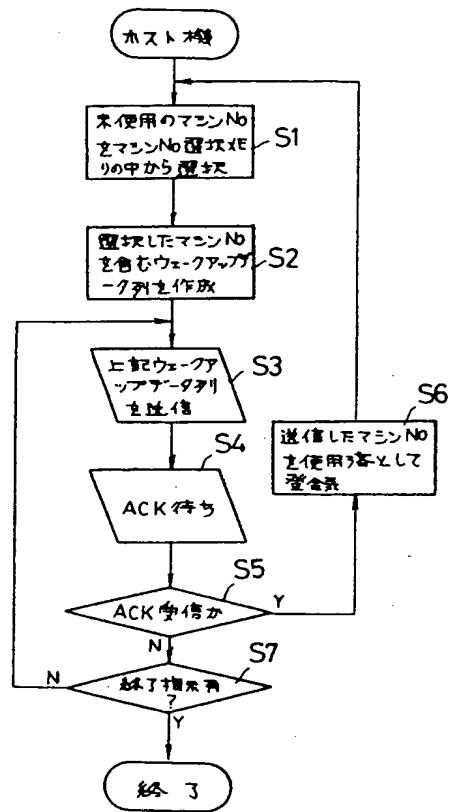 ホスト機
未使用のマシンNo
をマシンNo選択メモ
リの中から選択
S1
選択したマシンNo
を含むウェークアップデ
ータ列を作成
S2
上記ウェークア
ップデータ列
を送信
S3
S4
ACK待ち
S5
ACK受信か
Y
N
S6
送信したマシンNo
を使用済として
登録
S7
終了指示有
?
N
Y
終了